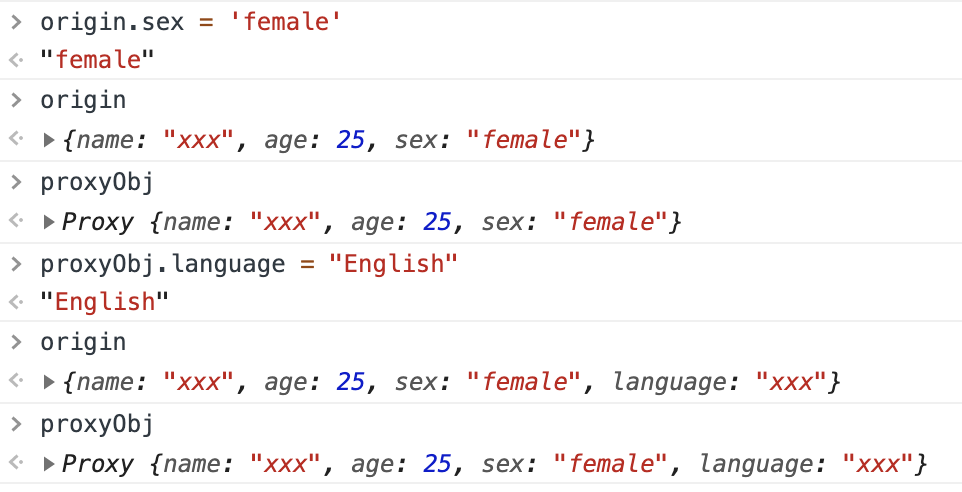 > origin.sex = 'female'
<· "female"
> origin
<· ▶{name: "xxx", age: 25, sex: "female"}
> proxyObj
<· ▶Proxy {name: "xxx", age: 25, sex: "female"}
> proxyObj.language = "English"
<· "English"
> origin
<· ▶{name: "xxx", age: 25, sex: "female", language: "xxx"}
> proxyObj
<· ▶Proxy {name: "xxx", age: 25, sex: "female", language: "xxx"}